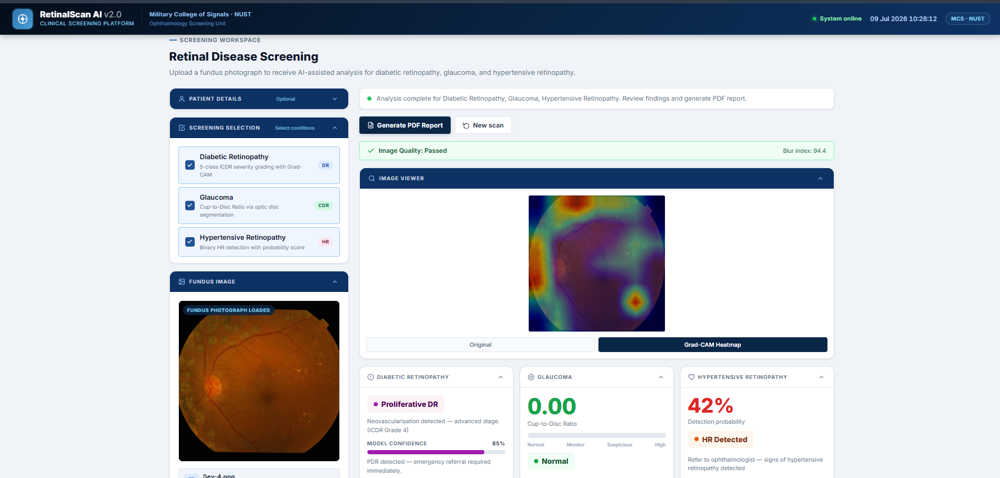 RetinalScan AI v2.0
CLINICAL SCREENING PLATFORM
Military College of Signals · NUST
Ophthalmology Screening Unit
System online
09 Jul 2026 10:28:12
MCS · NUST
SCREENING WORKSPACE
Retinal Disease Screening
Upload a fundus photograph to receive AI-assisted analysis for diabetic retinopathy, glaucoma, and hypertensive retinopathy.
PATIENT DETAILS
Optional
SCREENING SELECTION
Select conditions
Diabetic Retinopathy
5-class ICDR severity grading with Grad-
CAM
DR
Glaucoma
Cup-to-Disc Ratio via optic disc
segmentation
CDR
Hypertensive Retinopathy
Binary HR detection with probability score
HR
FUNDUS IMAGE
FUNDUS PHOTOGRAPH LOADED
Sev-4.png
Analysis complete for Diabetic Retinopathy, Glaucoma, Hypertensive Retinopathy. Review findings and generate PDF report.
Generate PDF Report
New scan
Image Quality: Passed
Blur index: 94.4
IMAGE VIEWER
Original
Grad-CAM Heatmap
DIABETIC RETINOPATHY
Proliferative DR
Neovascularisation detected — advanced stage.
(ICDR Grade 4)
MODEL CONFIDENCE
85%
PDR detected — emergency referral required
immediately.
GLAUCOMA
0.00
Cup-to-Disc Ratio
Normal
Monitor
Suspicious
High
Normal
HYPERTENSIVE RETINOPATHY
42%
Detection probability
HR Detected
Refer to ophthalmologist — signs of hypertensive
retinopathy detected